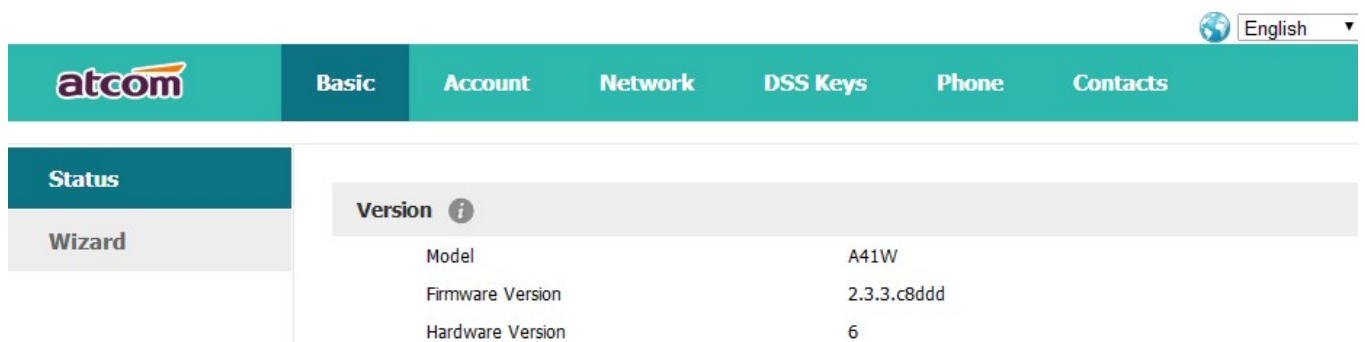 English
atcom Basic Account Network DSS Keys Phone Contacts
Status
Wizard
Version
Model A41W
Firmware Version 2.3.3.c8ddd
Hardware Version 6